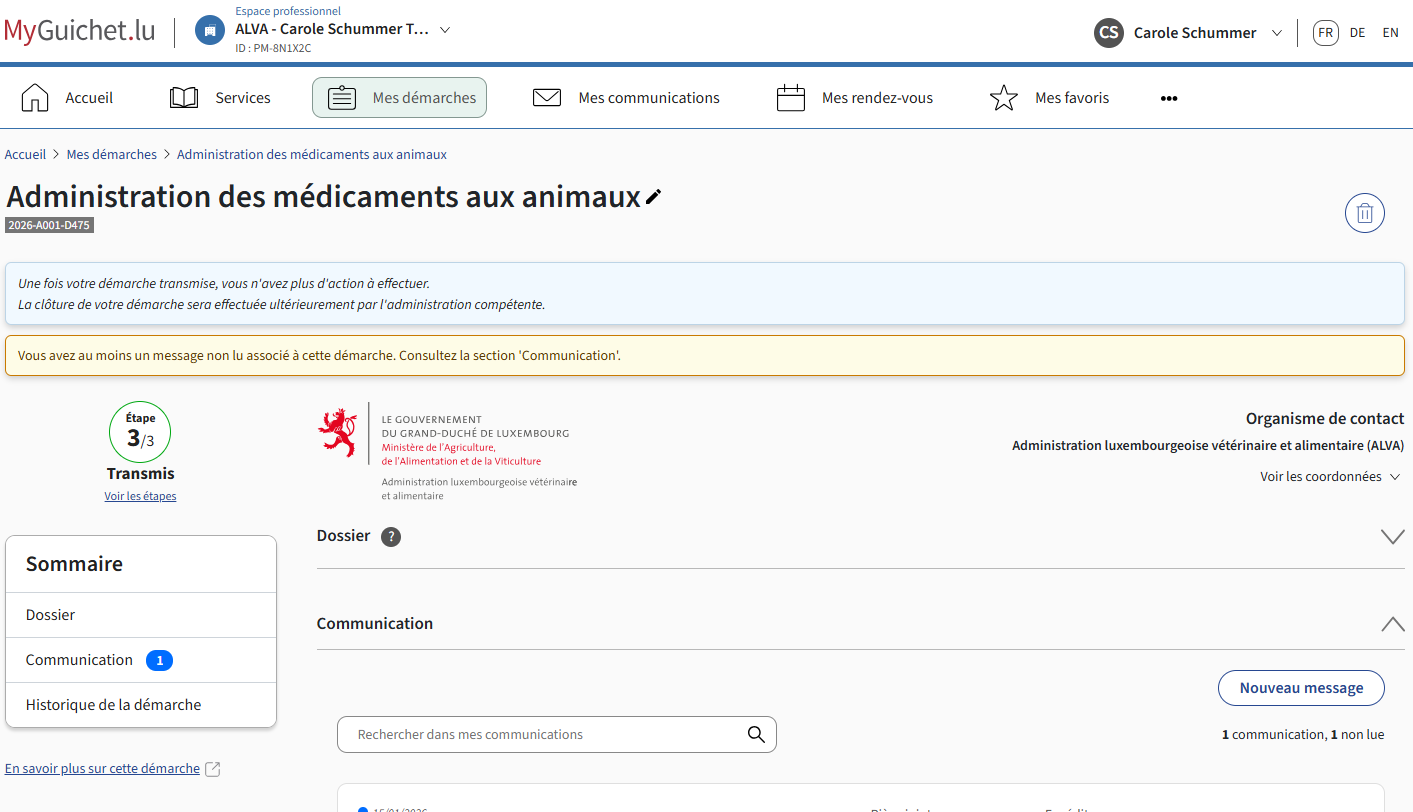 MyGuichet.lu
Espace professionnel
ALVA - Carole Schummer T...
ID : PM-8N1X2C
CS
Carole Schummer
FR
DE
EN
Accueil
Services
Mes démarches
Mes communications
Mes rendez-vous
Mes favoris
Accueil > Mes démarches > Administration des médicaments aux animaux
Administration des médicaments aux animaux
2026-A001-D475
Une fois votre démarche transmise, vous n'avez plus d'action à effectuer.
La clôture de votre démarche sera effectuée ultérieurement par l'administration compétente.
Vous avez au moins un message non lu associé à cette démarche. Consultez la section 'Communication'.
Étape
3/3
Transmis
Voir les étapes
LE GOUVERNEMENT
DU GRAND-DUCHÉ DE LUXEMBOURG
Ministère de l'Agriculture,
de l'Alimentation et de la Viticulture
Administration luxembourgeoise vétérinaire
et alimentaire
Organisme de contact
Administration luxembourgeoise vétérinaire et alimentaire (ALVA)
Voir les coordonnées
Sommaire
Dossier
Communication 1
Historique de la démarche
En savoir plus sur cette démarche
Dossier ?
Communication
Nouveau message
Rechercher dans mes communications
1 communication, 1 non lue
15/01/2026